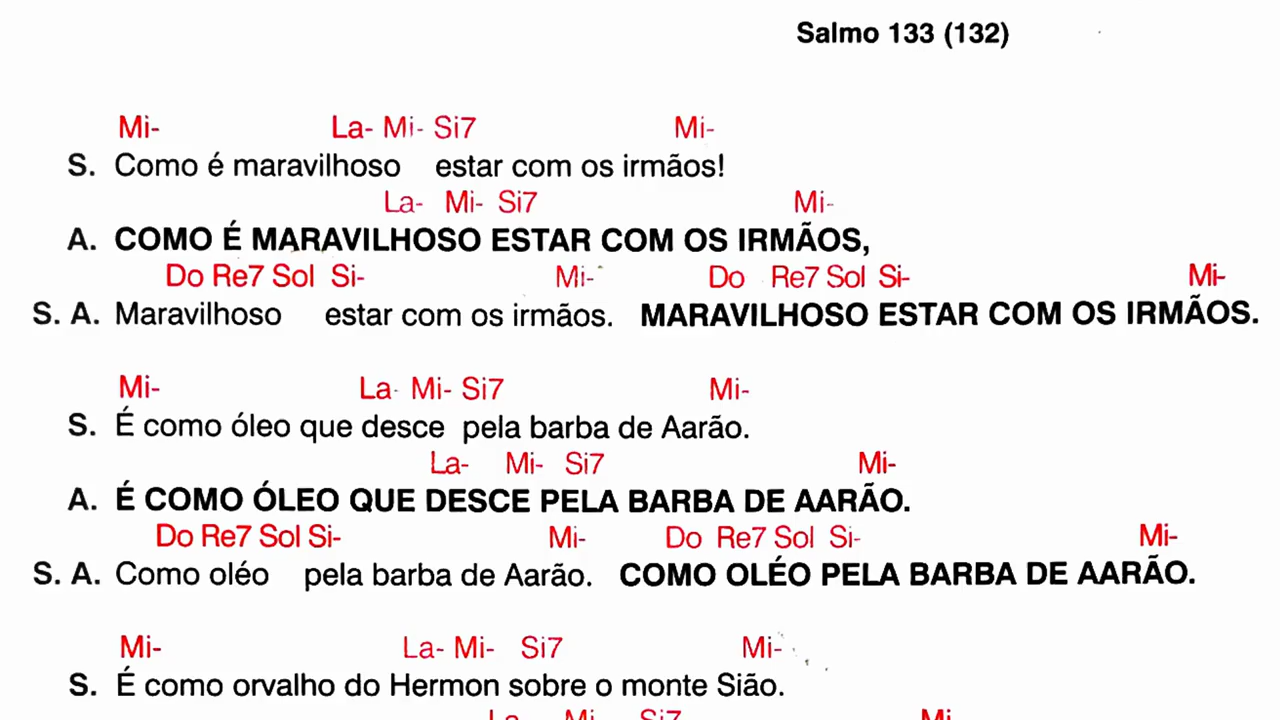 Salmo 133 (132)
Mi- La- Mi- Si7 Mi-
S. Como é maravilhoso estar com os irmãos!
La- Mi- Si7 Mi-
A. COMO É MARAVILHOSO ESTAR COM OS IRMÃOS,
Do Re7 Sol Si- Mi- Do Re7 Sol Si- Mi-
S. A. Maravilhoso estar com os irmãos. MARAVILHOSO ESTAR COM OS IRMÃOS.
Mi- La- Mi- Si7 Mi-
S. É como óleo que desce pela barba de Aarão.
La- Mi- Si7 Mi-
A. É COMO ÓLEO QUE DESCE PELA BARBA DE AARÃO.
Do Re7 Sol Si- Mi- Do Re7 Sol Si- Mi-
S. A. Como oléo pela barba de Aarão. COMO OLÉO PELA BARBA DE AARÃO.
Mi- La- Mi- Si7 Mi-
S. É como orvalho do Hermon sobre o monte Sião.
La- Mi- Si7 Mi-